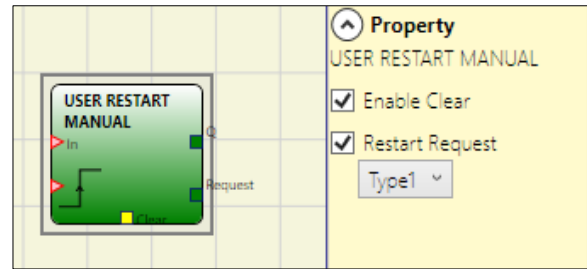 USER RESTART
MANUAL
In
Q
Request
Clear
Property
USER RESTART MANUAL
Enable Clear
Restart Request
Type1